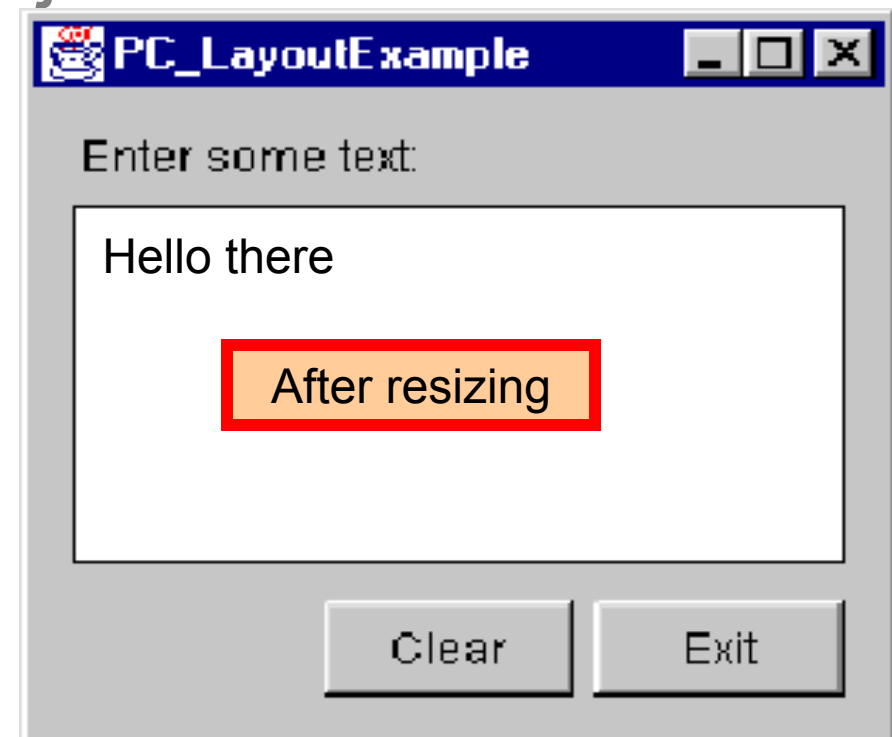 PC_LayoutExample
Enter some text:
Hello there
After resizing
Clear Exit